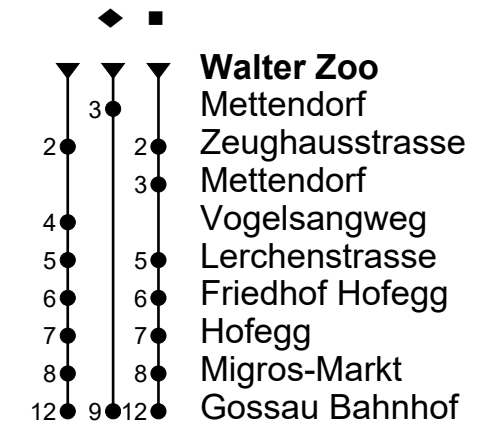 ◆ ■
Walter Zoo
3 Mettendorf
2 2 Zeughausstrasse
3 Mettendorf
4 Vogelsangweg
5 5 Lerchenstrasse
6 6 Friedhof Hofegg
7 7 Hofegg
8 8 Migros-Markt
12 9 12 Gossau Bahnhof